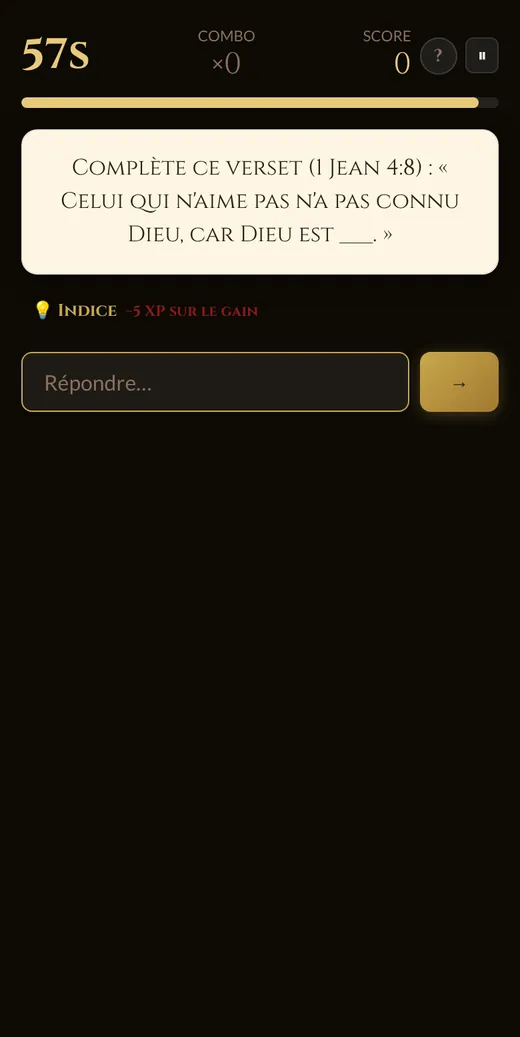 57s
COMBO
×0
SCORE
0
?
⏸
Complète ce verset (1 Jean 4:8) : «
Celui qui n'aime pas n'a pas connu
Dieu, car Dieu est ___. »
💡 Indice -5 XP sur le gain
Répondre...
→